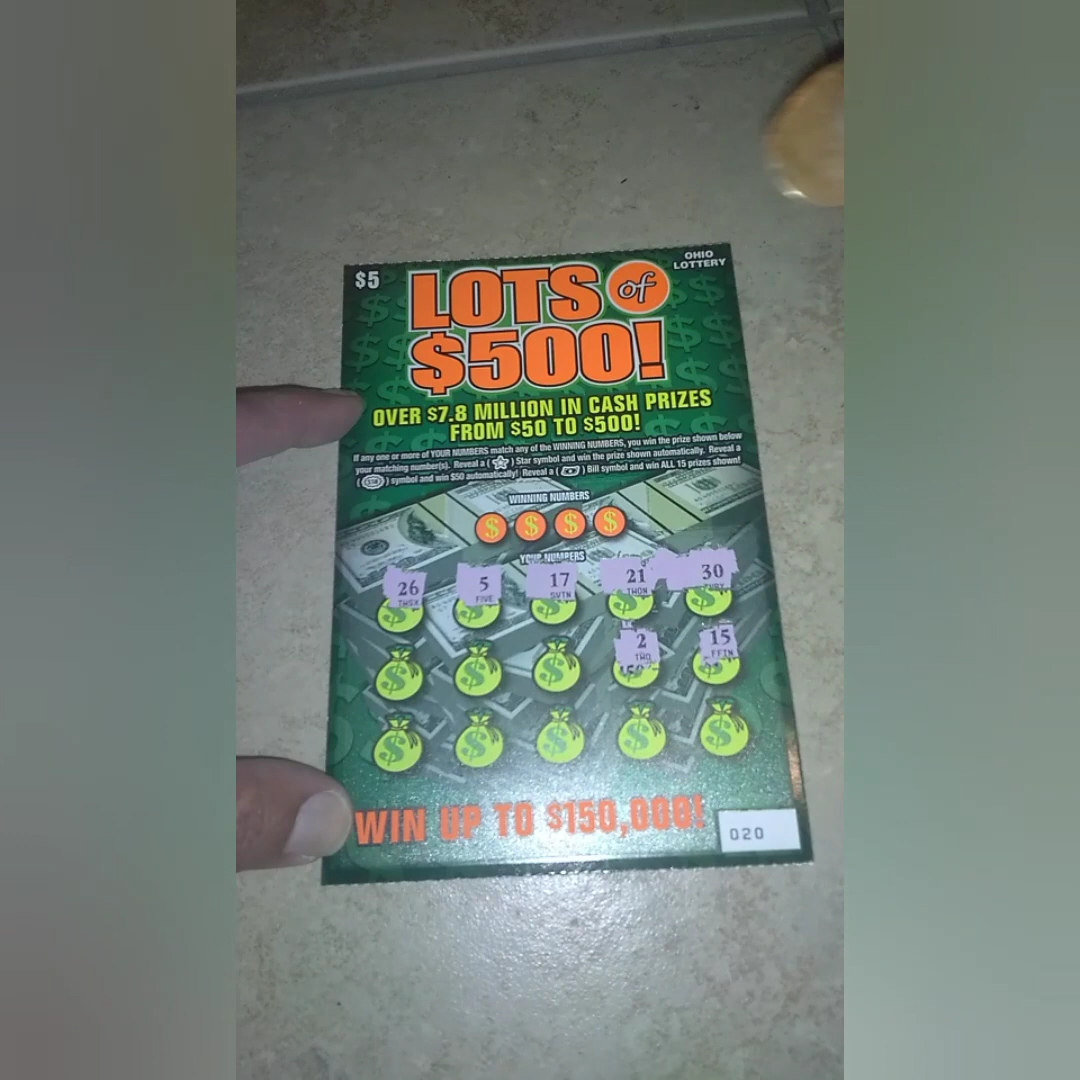 $5
OHIO
LOTTERY
LOTS of
$500!
OVER $7.8 MILLION IN CASH PRIZES
FROM $50 TO $500!
If any one or more of YOUR NUMBERS match any of the WINNING NUMBERS, you win the prize shown below
your matching number(s). Reveal a ( ) Star symbol and win the prize shown automatically. Reveal a
( ) symbol and win $50 automatically! Reveal a ( ) Bill symbol and win ALL 15 prizes shown!
WINNING NUMBERS
$ $ $ $
YOUR NUMBERS
26 5 17 21 30
FIVE SVTN
2 15
TWO FFTN
WIN UP TO $150,000!
020